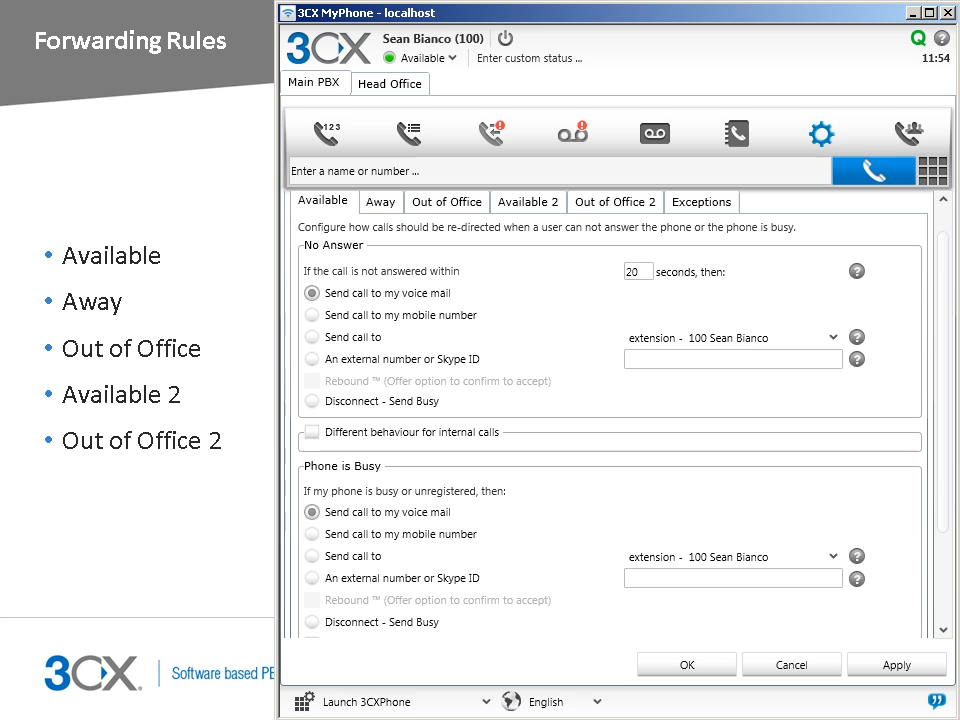 Forwarding Rules
• Available
• Away
• Out of Office
• Available 2
• Out of Office 2
3CX.
Software based
3CX MyPhone - localhost
3CX
Sean Bianco (100)
Available
Enter custom status ...
Q ?
11:54
Main PBX Head Office
123
Enter a name or number ...
Available Away Out of Office Available 2 Out of Office 2 Exceptions
Configure how calls should be re-directed when a user can not answer the phone or the phone is busy.
No Answer
If the call is not answered within 20 seconds, then: ?
Send call to my voice mail
Send call to my mobile number
Send call to extension - 100 Sean Bianco ?
An external number or Skype ID ?
Rebound ™ (Offer option to confirm to accept)
Disconnect - Send Busy
Different behaviour for internal calls
Phone is Busy
If my phone is busy or unregistered, then:
Send call to my voice mail
Send call to my mobile number
Send call to extension - 100 Sean Bianco ?
An external number or Skype ID ?
Rebound ™ (Offer option to confirm to accept)
Disconnect - Send Busy
OK Cancel Apply
Launch 3CXPhone English